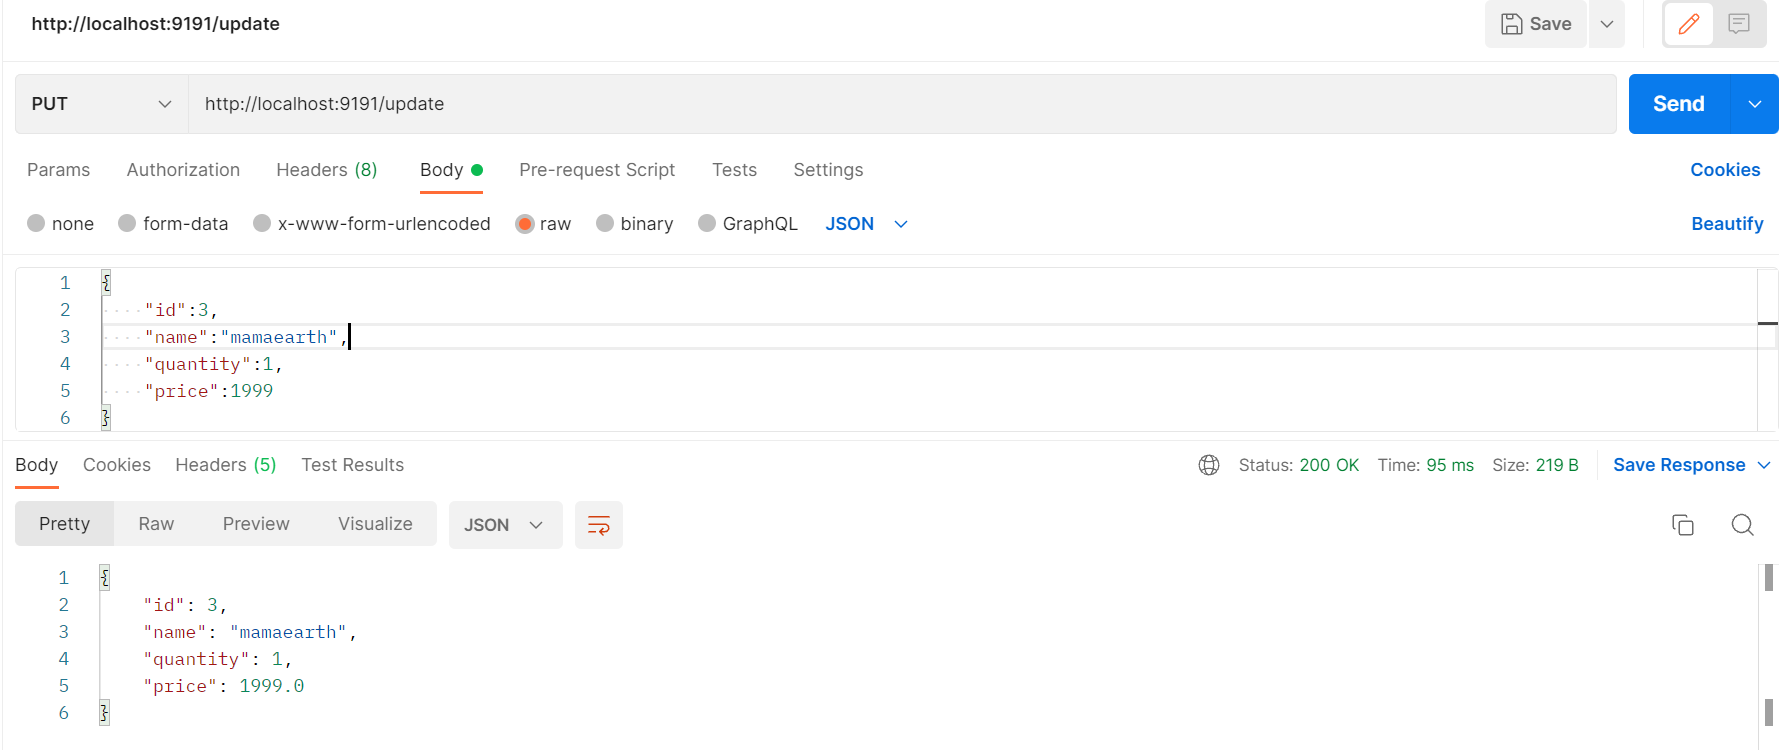 http://localhost:9191/update Save
PUT http://localhost:9191/update Send
Params Authorization Headers (8) Body Pre-request Script Tests Settings Cookies
none form-data x-www-form-urlencoded raw binary GraphQL JSON Beautify
1 {
2 "id":3,
3 "name":"mamaearth",
4 "quantity":1,
5 "price":1999
6 }
Body Cookies Headers (5) Test Results Status: 200 OK Time: 95 ms Size: 219 B Save Response
Pretty Raw Preview Visualize JSON
1 {
2 "id": 3,
3 "name": "mamaearth",
4 "quantity": 1,
5 "price": 1999.0
6 }